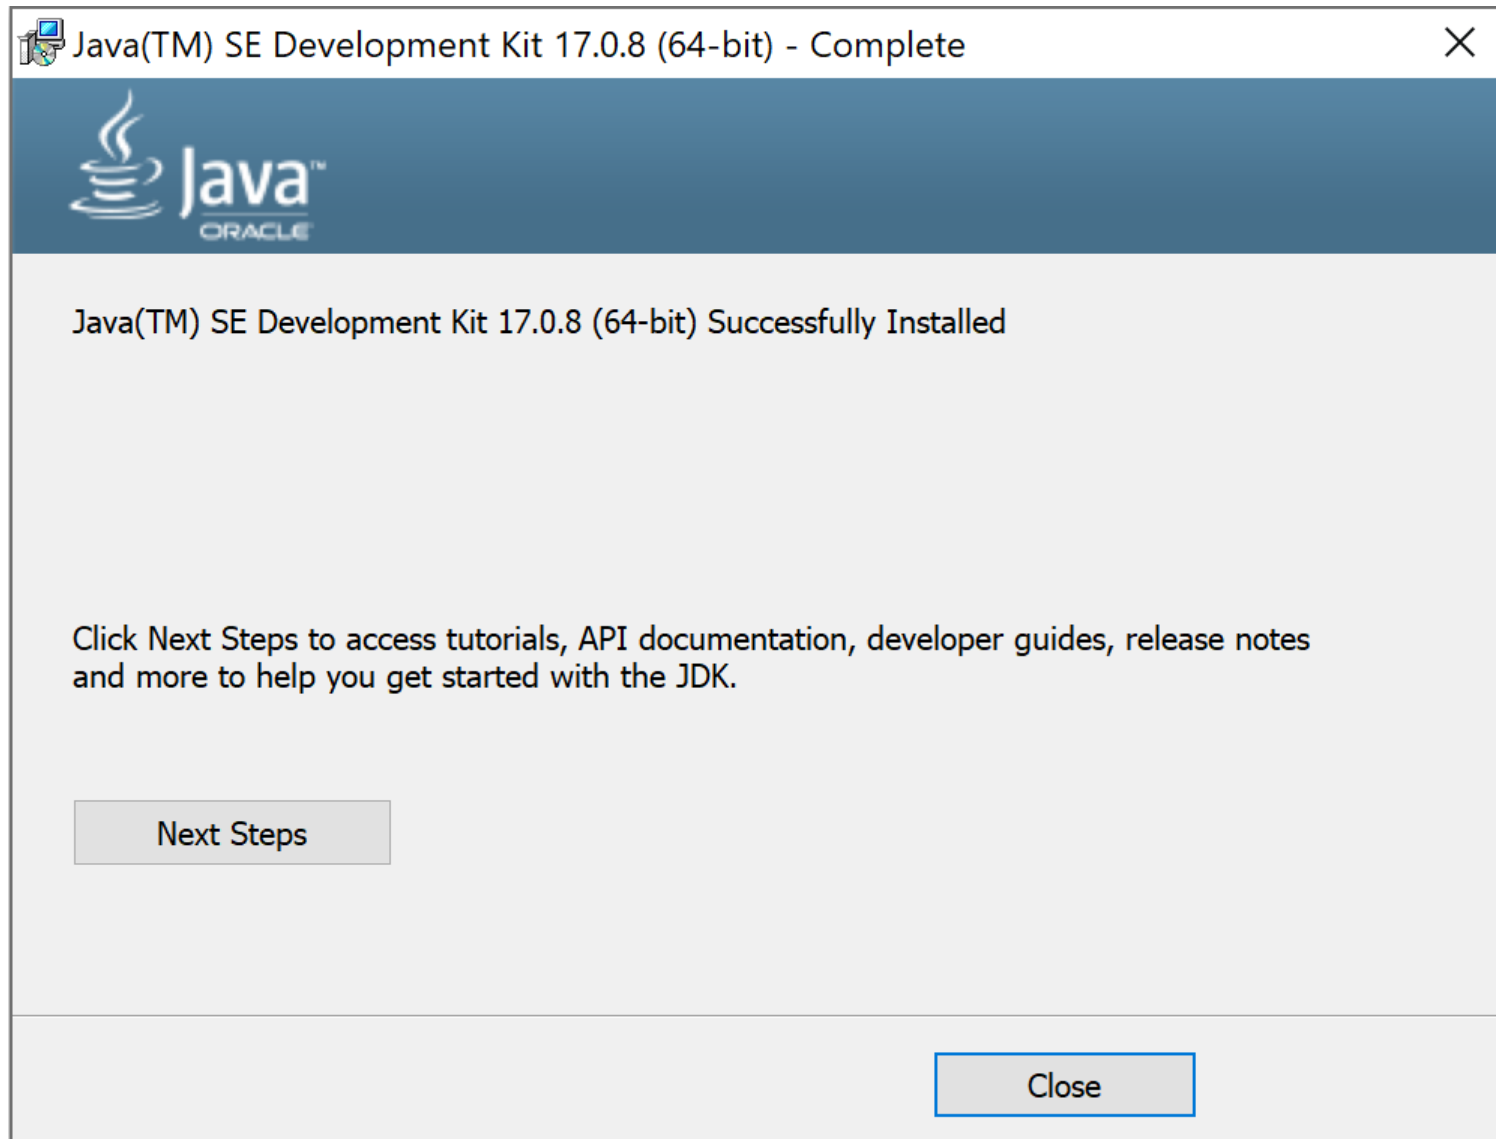 Java(TM) SE Development Kit 17.0.8 (64-bit) - Complete
Java™
ORACLE
Java(TM) SE Development Kit 17.0.8 (64-bit) Successfully Installed
Click Next Steps to access tutorials, API documentation, developer guides, release notes
and more to help you get started with the JDK.
Next Steps
Close